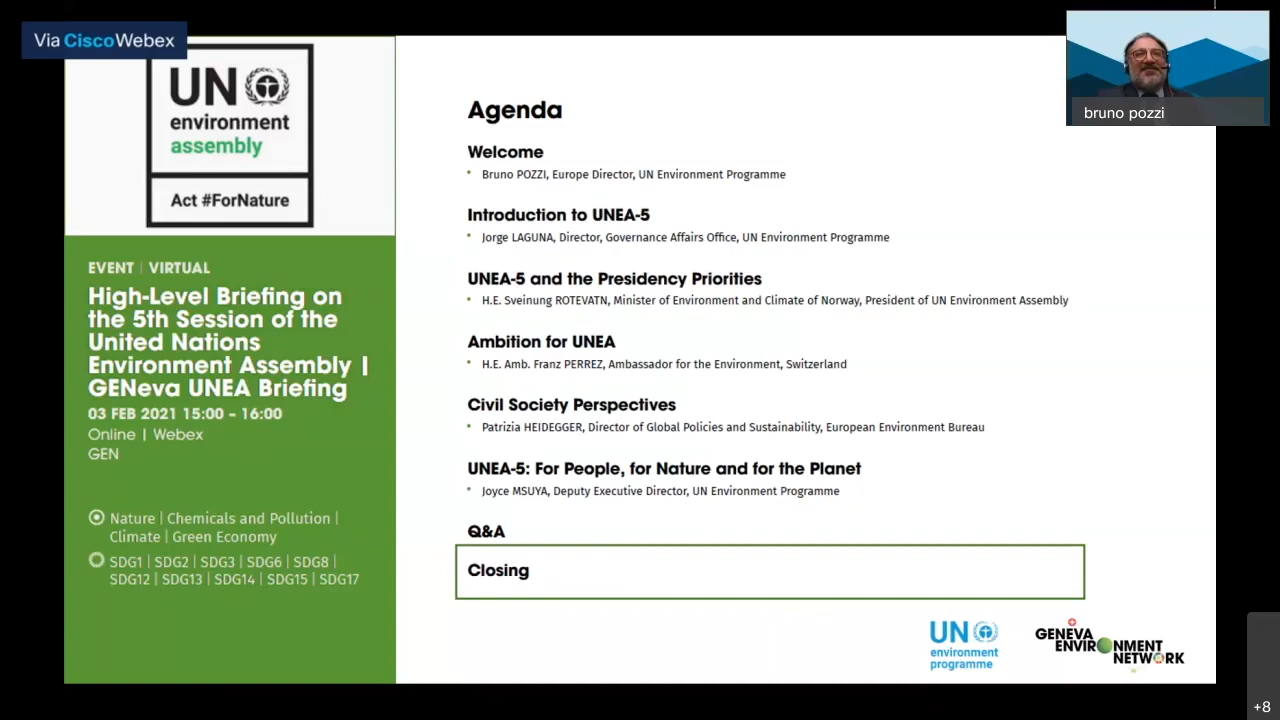 Via Cisco Webex
UN
environment
assembly
Act #ForNature
EVENT | VIRTUAL
High-Level Briefing on
the 5th Session of the
United Nations
Environment Assembly |
GENeva UNEA Briefing
03 FEB 2021 15:00 – 16:00
Online | Webex
GEN
Nature | Chemicals and Pollution |
Climate | Green Economy
SDG1 | SDG2 | SDG3 | SDG6 | SDG8 |
SDG12 | SDG13 | SDG14 | SDG15 | SDG17
Agenda
Welcome
• Bruno POZZI, Europe Director, UN Environment Programme
Introduction to UNEA-5
• Jorge LAGUNA, Director, Governance Affairs Office, UN Environment Programme
UNEA-5 and the Presidency Priorities
• H.E. Sveinung ROTEVATN, Minister of Environment and Climate of Norway, President of UN Environment Assembly
Ambition for UNEA
• H.E. Amb. Franz PERREZ, Ambassador for the Environment, Switzerland
Civil Society Perspectives
• Patrizia HEIDEGGER, Director of Global Policies and Sustainability, European Environment Bureau
UNEA-5: For People, for Nature and for the Planet
• Joyce MSUYA, Deputy Executive Director, UN Environment Programme
Q&A
Closing
UN
environment
programme
GENEVA
ENVIRONMENT
NETWORK
bruno pozzi
+8